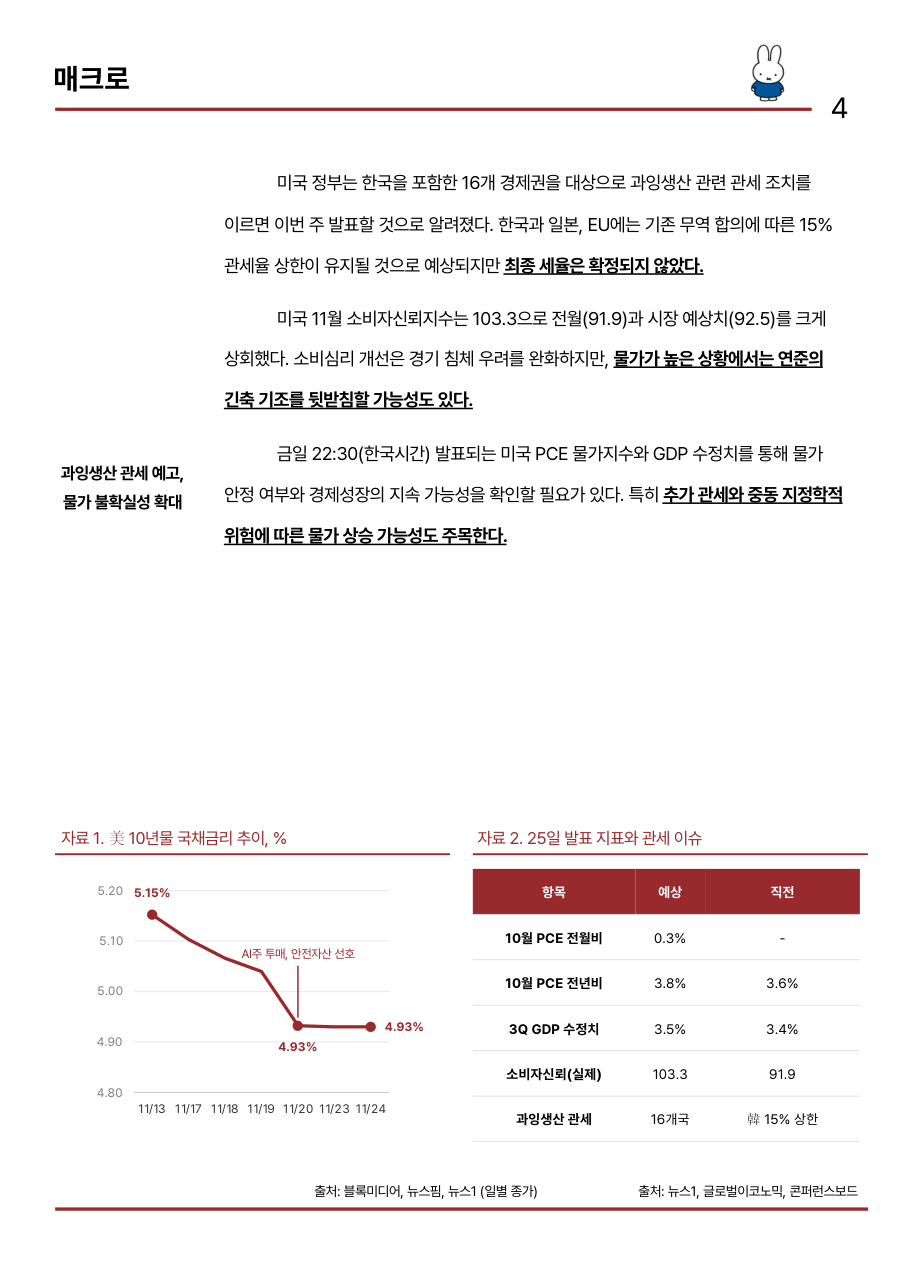 매크로
4
미국 정부는 한국을 포함한 16개 경제권을 대상으로 과잉생산 관련 관세 조치를
이르면 이번 주 발표할 것으로 알려졌다. 한국과 일본, EU에는 기존 무역 합의에 따른 15%
관세율 상한이 유지될 것으로 예상되지만 최종 세율은 확정되지 않았다.
미국 11월 소비자신뢰지수는 103.3으로 전월(91.9)과 시장 예상치(92.5)를 크게
상회했다. 소비심리 개선은 경기 침체 우려를 완화하지만, 물가가 높은 상황에서는 연준의
긴축 기조를 뒷받침할 가능성도 있다.
과잉생산 관세 예고,
물가 불확실성 확대
금일 22:30(한국시간) 발표되는 미국 PCE 물가지수와 GDP 수정치를 통해 물가
안정 여부와 경제성장의 지속 가능성을 확인할 필요가 있다. 특히 추가 관세와 중동 지정학적
위험에 따른 물가 상승 가능성도 주목한다.
자료 1. 美 10년물 국채금리 추이, %
5.20
5.10
5.00
4.90
4.80
5.15%
AI주 투매, 안전자산 선호
4.93%
4.93%
11/13 11/17 11/18 11/19 11/20 11/23 11/24
출처: 블록미디어, 뉴스핌, 뉴스1 (일별 종가)
자료 2. 25일 발표 지표와 관세 이슈
항목 예상 직전
10월 PCE 전월비 0.3% -
10월 PCE 전년비 3.8% 3.6%
3Q GDP 수정치 3.5% 3.4%
소비자신뢰(실제) 103.3 91.9
과잉생산 관세 16개국 韓 15% 상한
출처: 뉴스1, 글로벌이코노믹, 콘퍼런스보드